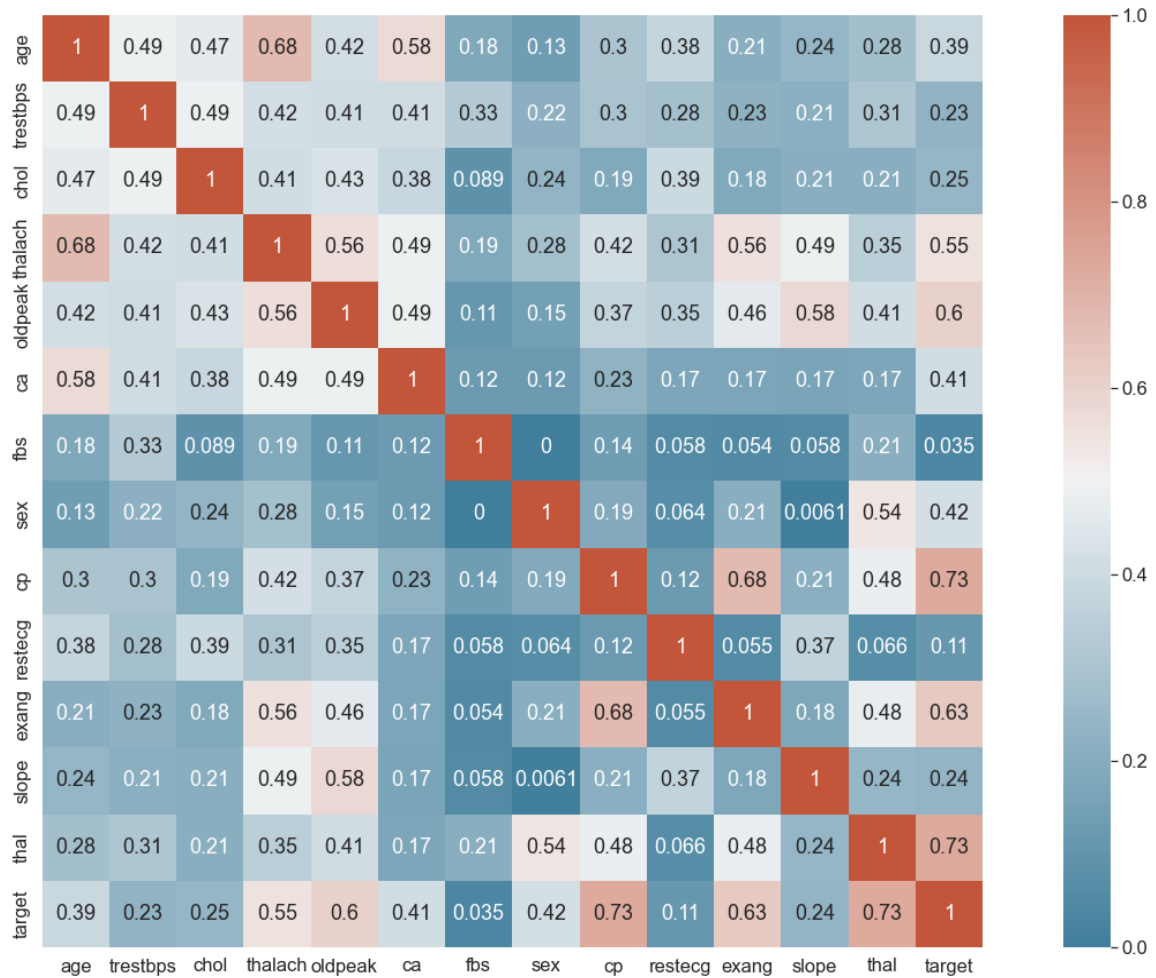 age 1 0.49 0.47 0.68 0.42 0.58 0.18 0.13 0.3 0.38 0.21 0.24 0.28 0.39
trestbps 0.49 1 0.49 0.42 0.41 0.41 0.33 0.22 0.3 0.28 0.23 0.21 0.31 0.23
chol 0.47 0.49 1 0.41 0.43 0.38 0.089 0.24 0.19 0.39 0.18 0.21 0.21 0.25
thalach 0.68 0.42 0.41 1 0.56 0.49 0.19 0.28 0.42 0.31 0.56 0.49 0.35 0.55
oldpeak 0.42 0.41 0.43 0.56 1 0.49 0.11 0.15 0.37 0.35 0.46 0.58 0.41 0.6
ca 0.58 0.41 0.38 0.49 0.49 1 0.12 0.12 0.23 0.17 0.17 0.17 0.17 0.41
fbs 0.18 0.33 0.089 0.19 0.11 0.12 1 0 0.14 0.058 0.054 0.058 0.21 0.035
sex 0.13 0.22 0.24 0.28 0.15 0.12 0 1 0.19 0.064 0.21 0.0061 0.54 0.42
cp 0.3 0.3 0.19 0.42 0.37 0.23 0.14 0.19 1 0.12 0.68 0.21 0.48 0.73
restecg 0.38 0.28 0.39 0.31 0.35 0.17 0.058 0.064 0.12 1 0.055 0.37 0.066 0.11
exang 0.21 0.23 0.18 0.56 0.46 0.17 0.054 0.21 0.68 0.055 1 0.18 0.48 0.63
slope 0.24 0.21 0.21 0.49 0.58 0.17 0.058 0.0061 0.21 0.37 0.18 1 0.24 0.24
thal 0.28 0.31 0.21 0.35 0.41 0.17 0.21 0.54 0.48 0.066 0.48 0.24 1 0.73
target 0.39 0.23 0.25 0.55 0.6 0.41 0.035 0.42 0.73 0.11 0.63 0.24 0.73 1
age trestbps chol thalach oldpeak ca fbs sex cp restecg exang slope thal target
1.0
0.8
0.6
0.4
0.2
0.0